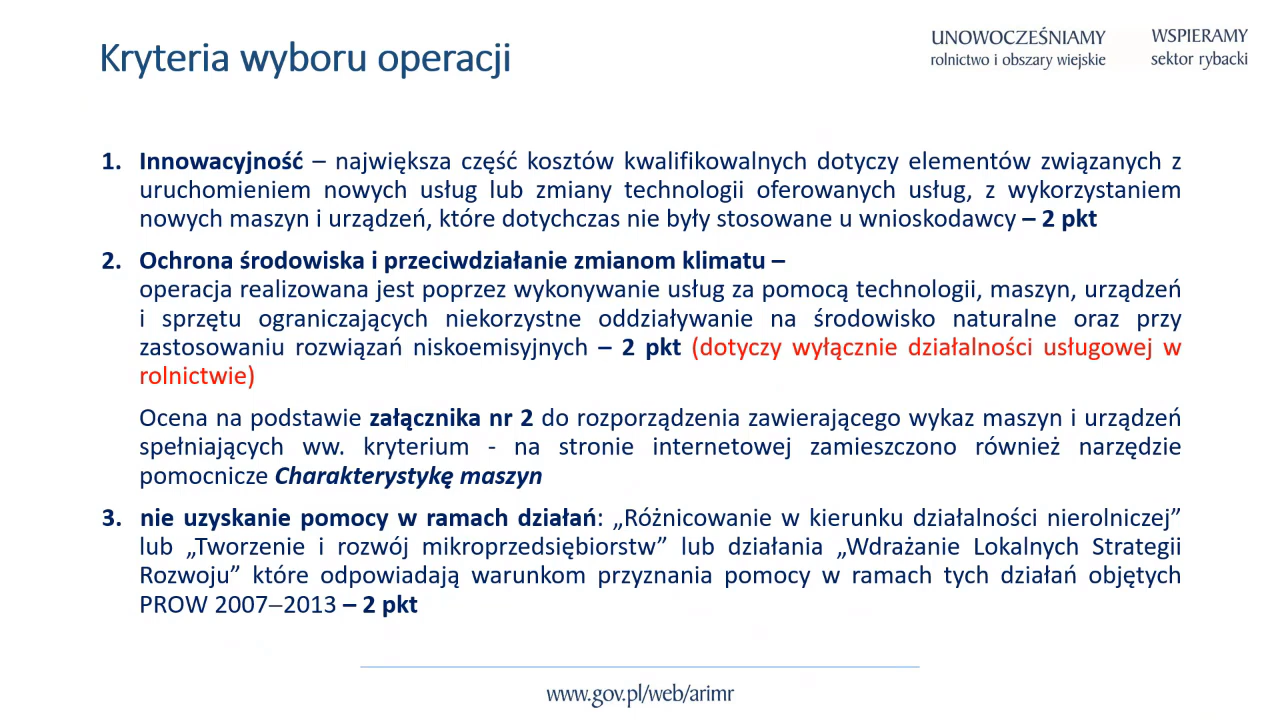 Kryteria wyboru operacji
UNOWOCZEŚNIAMY
rolnictwo i obszary wiejskie
WSPIERAMY
sektor rybacki
1. Innowacyjność – największa część kosztów kwalifikowalnych dotyczy elementów związanych z
uruchomieniem nowych usług lub zmiany technologii oferowanych usług, z wykorzystaniem
nowych maszyn i urządzeń, które dotychczas nie były stosowane u wnioskodawcy – 2 pkt
2. Ochrona środowiska i przeciwdziałanie zmianom klimatu –
operacja realizowana jest poprzez wykonywanie usług za pomocą technologii, maszyn, urządzeń
i sprzętu ograniczających niekorzystne oddziaływanie na środowisko naturalne oraz przy
zastosowaniu rozwiązań niskoemisyjnych – 2 pkt (dotyczy wyłącznie działalności usługowej w
rolnictwie)
Ocena na podstawie załącznika nr 2 do rozporządzenia zawierającego wykaz maszyn i urządzeń
spełniających ww. kryterium - na stronie internetowej zamieszczono również narzędzie
pomocnicze Charakterystykę maszyn
3. nie uzyskanie pomocy w ramach działań: „Różnicowanie w kierunku działalności nierolniczej”
lub „Tworzenie i rozwój mikroprzedsiębiorstw” lub działania „Wdrażanie Lokalnych Strategii
Rozwoju” które odpowiadają warunkom przyznania pomocy w ramach tych działań objętych
PROW 2007–2013 – 2 pkt
www.gov.pl/web/arimr